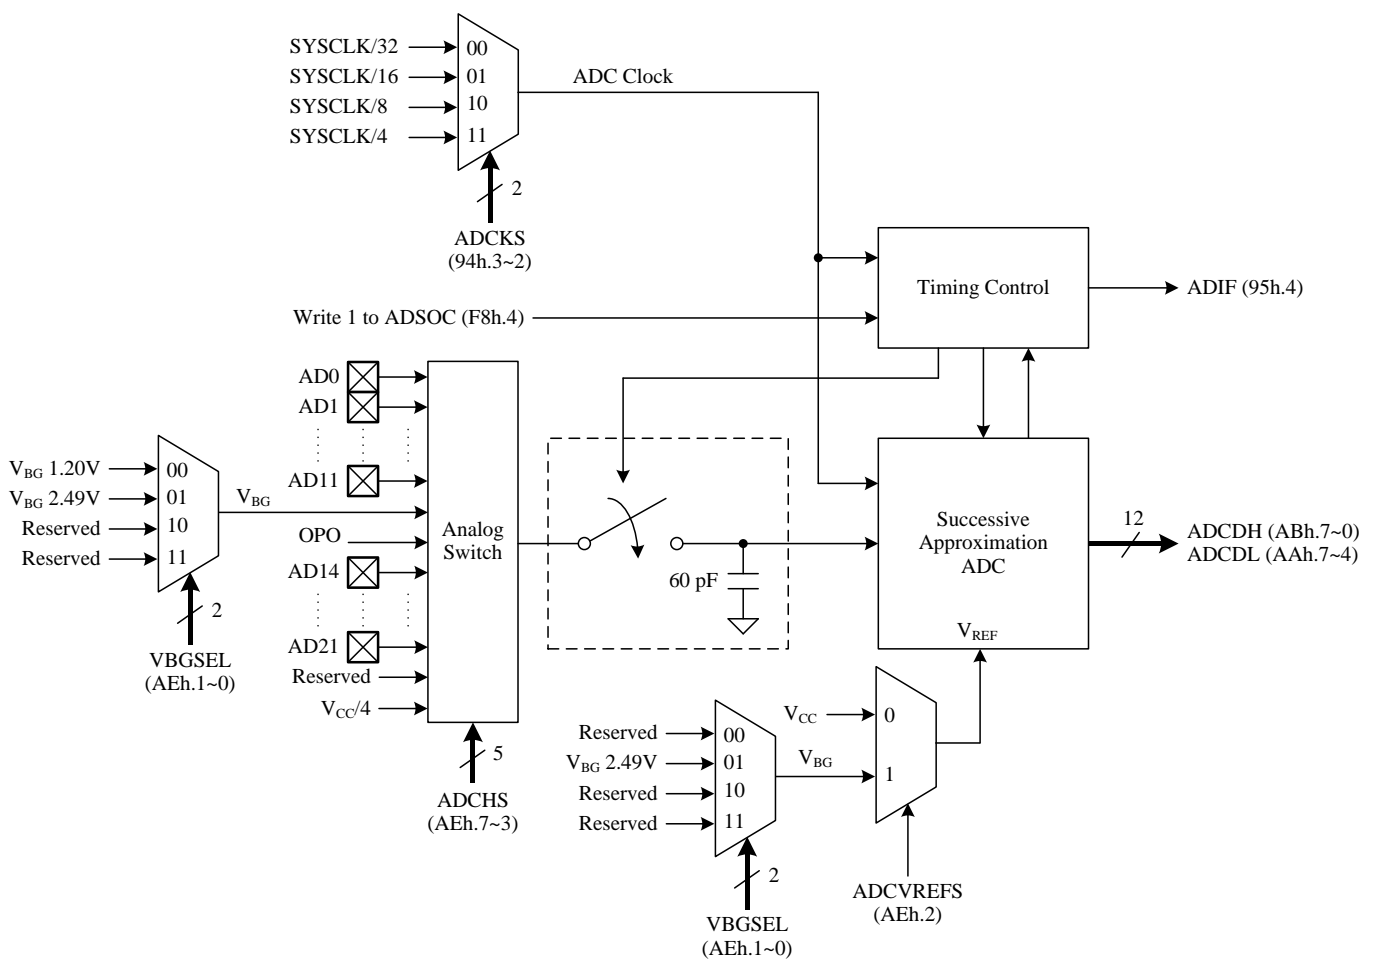 SYSCLK/32
00
SYSCLK/16
01
SYSCLK/8
10
SYSCLK/4
11
ADC Clock
2
ADCKS
(94h.3~2)
Write 1 to ADSOC (F8h.4)
Timing Control
ADIF (95h.4)
AD0
AD1
AD11
VBG 1.20V
00
VBG 2.49V
01
Reserved
10
Reserved
11
VBG
2
VBGSEL
(AEh.1~0)
OPO
AD14
AD21
Reserved
VCC/4
Analog
Switch
5
ADCHS
(AEh.7~3)
60 pF
Successive
Approximation
ADC
VREF
12
ADCDH (ABh.7~0)
ADCDL (AAh.7~4)
Reserved
00
VBG 2.49V
01
Reserved
10
Reserved
11
2
VBGSEL
(AEh.1~0)
VCC
0
VBG
1
ADCVREFS
(AEh.2)